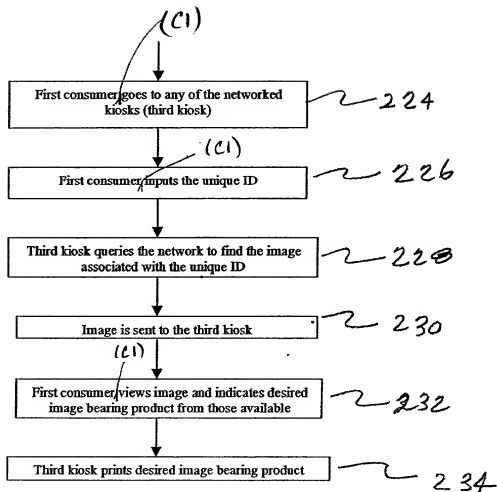 (C1)
First consumer goes to any of the networked
kiosks (third kiosk)
224
(C1)
First consumer inputs the unique ID
226
Third kiosk queries the network to find the image
associated with the unique ID
228
Image is sent to the third kiosk
230
(C1)
First consumer views image and indicates desired
image bearing product from those available
232
Third kiosk prints desired image bearing product
234